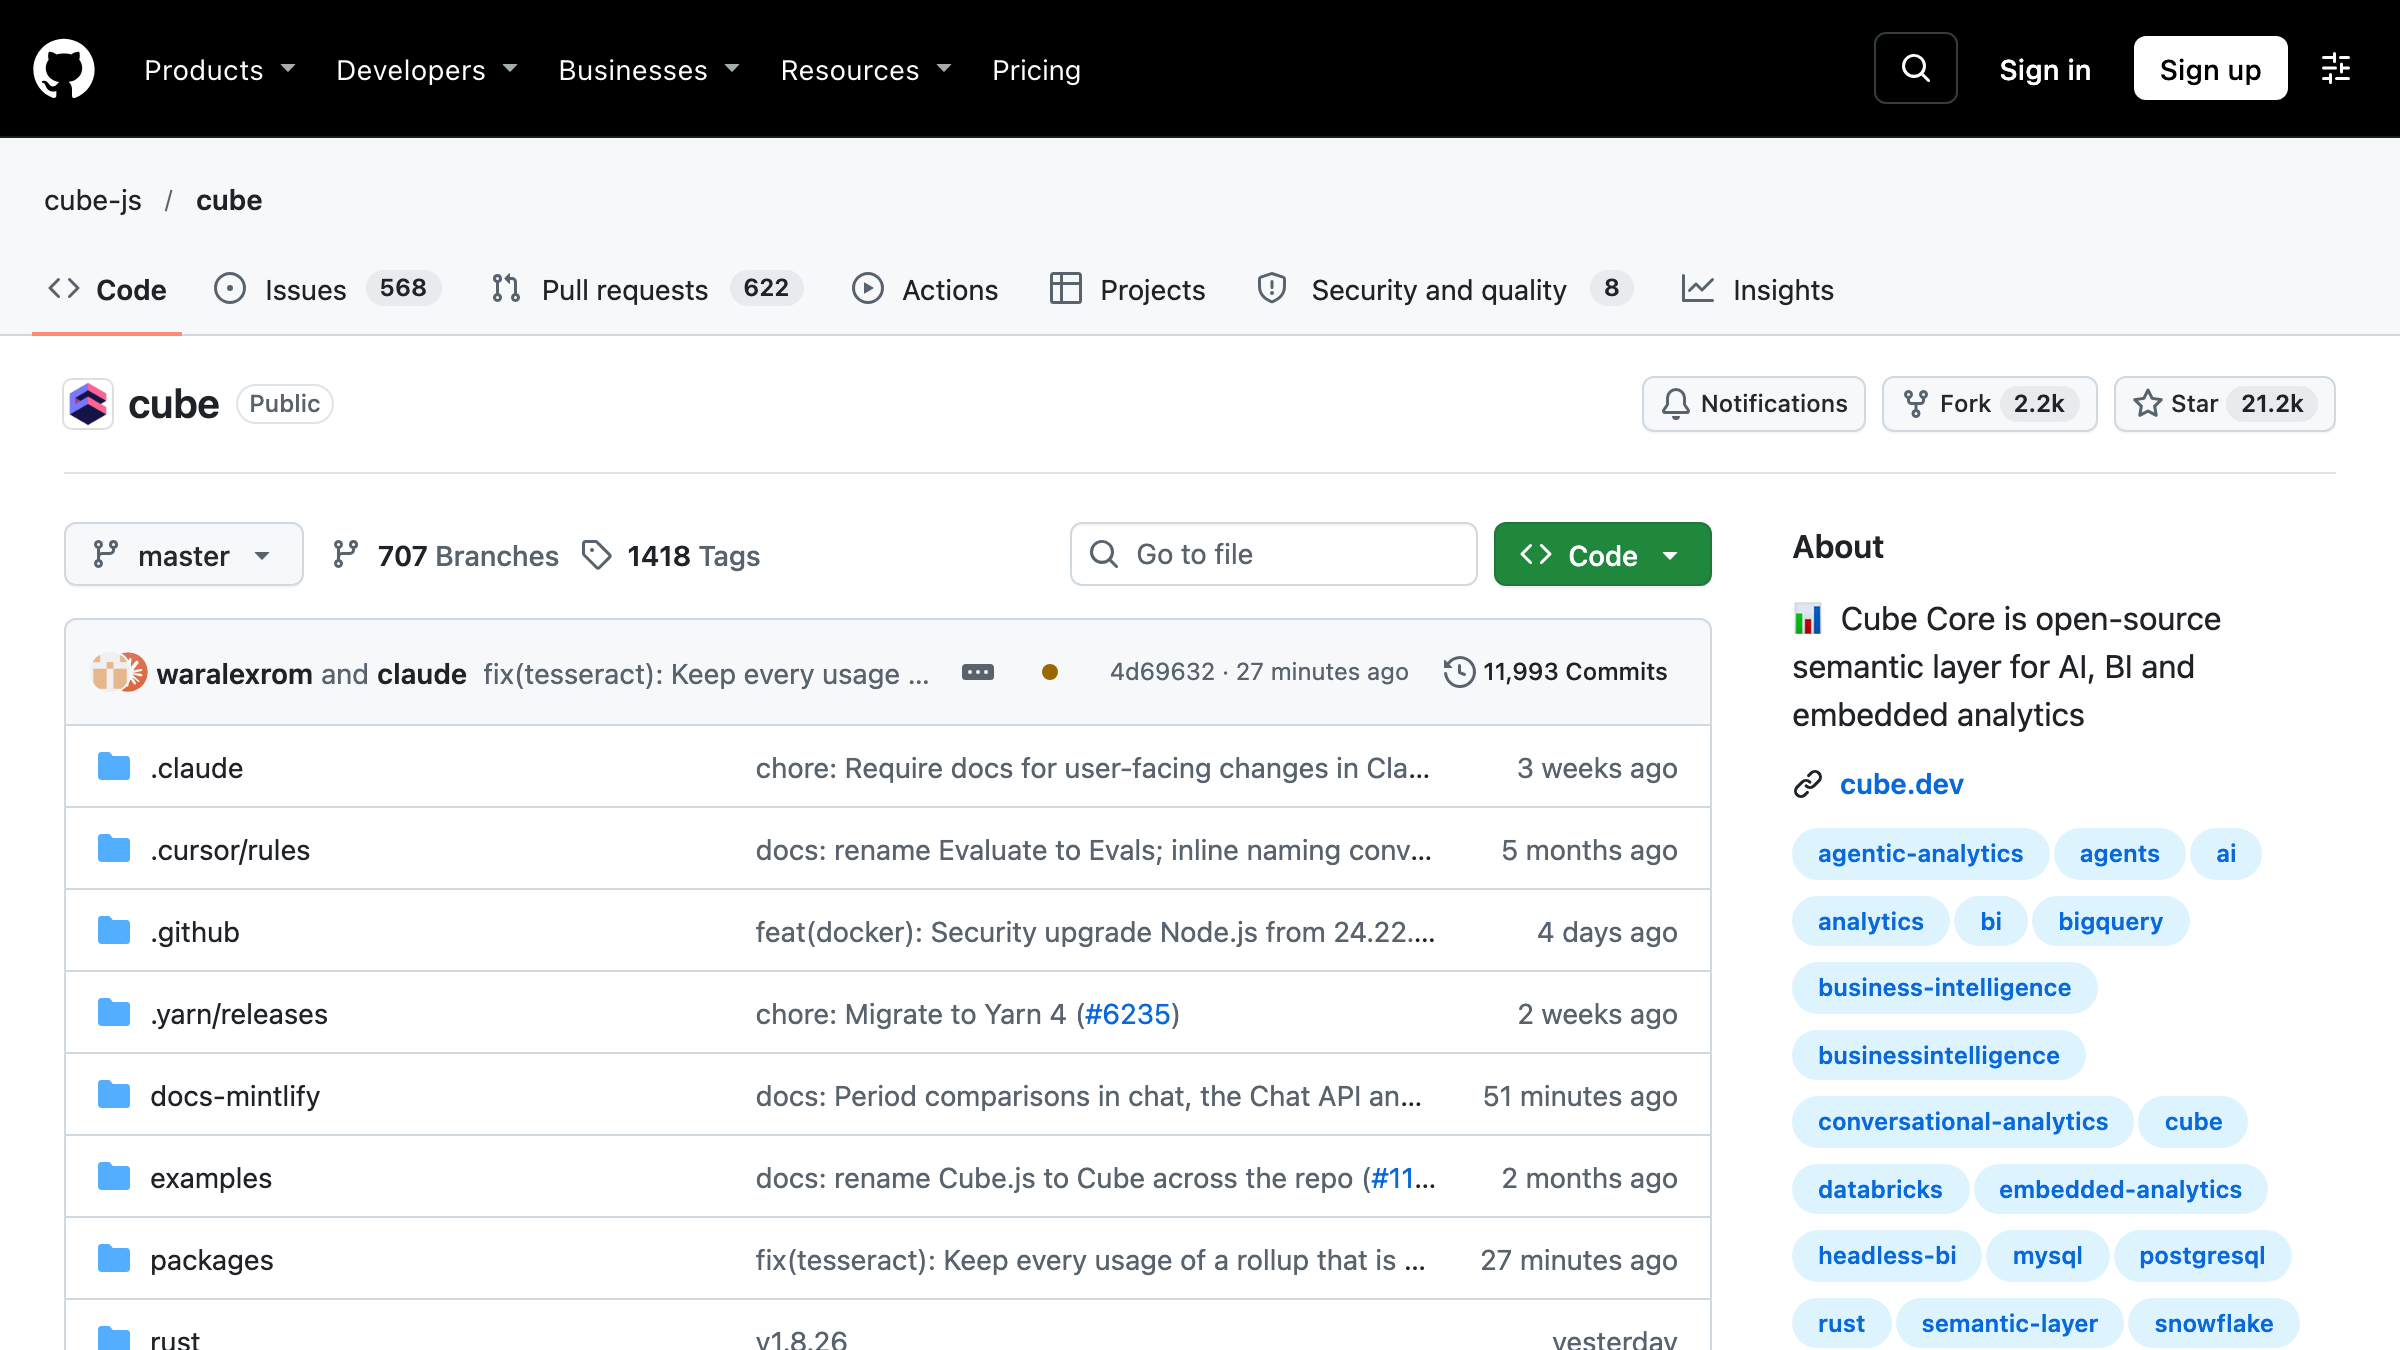 Products Developers Businesses Resources Pricing Sign in Sign up
cube-js / cube
Code Issues 568 Pull requests 622 Actions Projects Security and quality 8 Insights
cube Public Notifications Fork 2.2k Star 21.2k
master 707 Branches 1418 Tags Go to file Code
waralexrom and claude fix(tesseract): Keep every usage ... 4d69632 · 27 minutes ago 11,993 Commits
.claude chore: Require docs for user-facing changes in Cla... 3 weeks ago
.cursor/rules docs: rename Evaluate to Evals; inline naming conv... 5 months ago
.github feat(docker): Security upgrade Node.js from 24.22.... 4 days ago
.yarn/releases chore: Migrate to Yarn 4 (#6235) 2 weeks ago
docs-mintlify docs: Period comparisons in chat, the Chat API an... 51 minutes ago
examples docs: rename Cube.js to Cube across the repo (#11... 2 months ago
packages fix(tesseract): Keep every usage of a rollup that is ... 27 minutes ago
rust v1.8.26 yesterday
About
Cube Core is open-source
semantic layer for AI, BI and
embedded analytics
cube.dev
agentic-analytics agents ai
analytics bi bigquery
business-intelligence
businessintelligence
conversational-analytics cube
databricks embedded-analytics
headless-bi mysql postgresql
rust semantic-layer snowflake